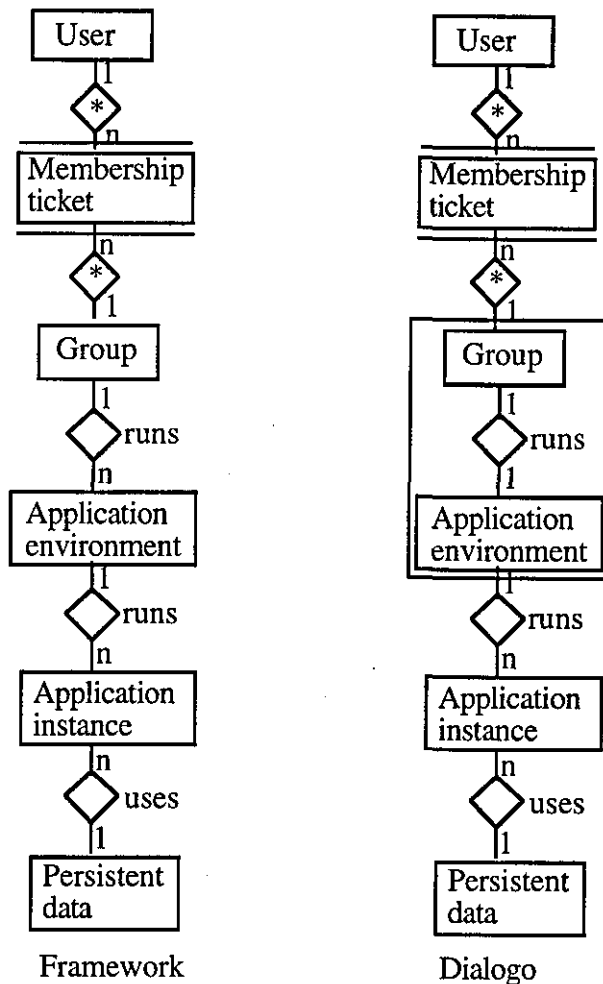 User
1
*
n
Membership
ticket
n
*
1
Group
1
runs
n
Application
environment
1
runs
n
Application
instance
n
uses
1
Persistent
data
Framework
User
1
*
n
Membership
ticket
n
*
1
Group
1
runs
1
Application
environment
1
runs
n
Application
instance
n
uses
1
Persistent
data
Dialogo